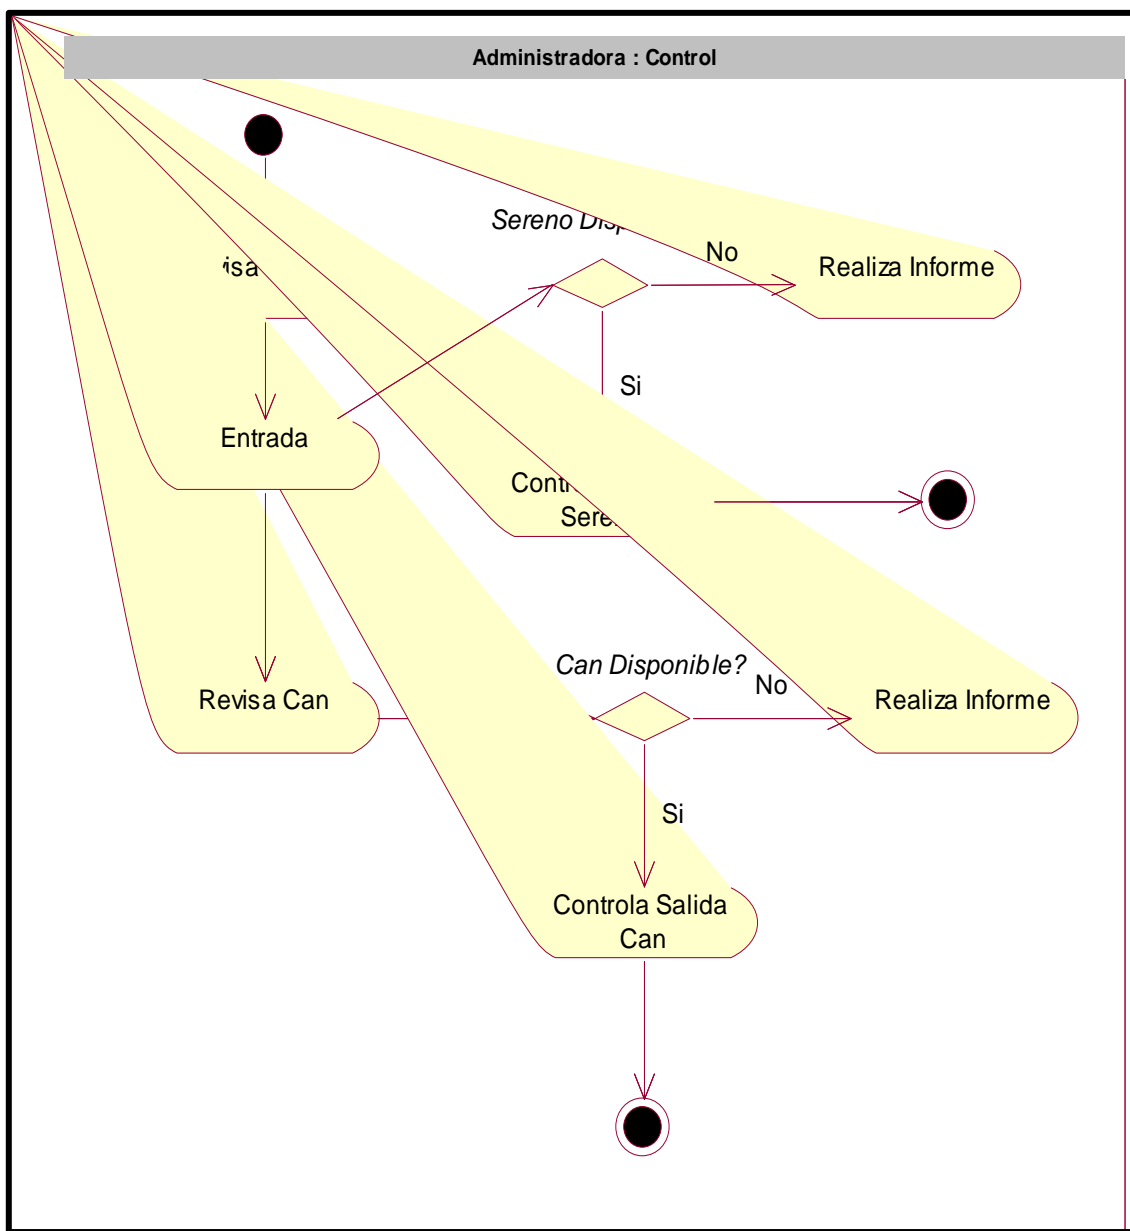 Administradora : Control
Sereno
No
Realiza Informe
Si
Entrada
Can Disponible?
No
Revisa Can
Realiza Informe
Si
Controla Salida
Can